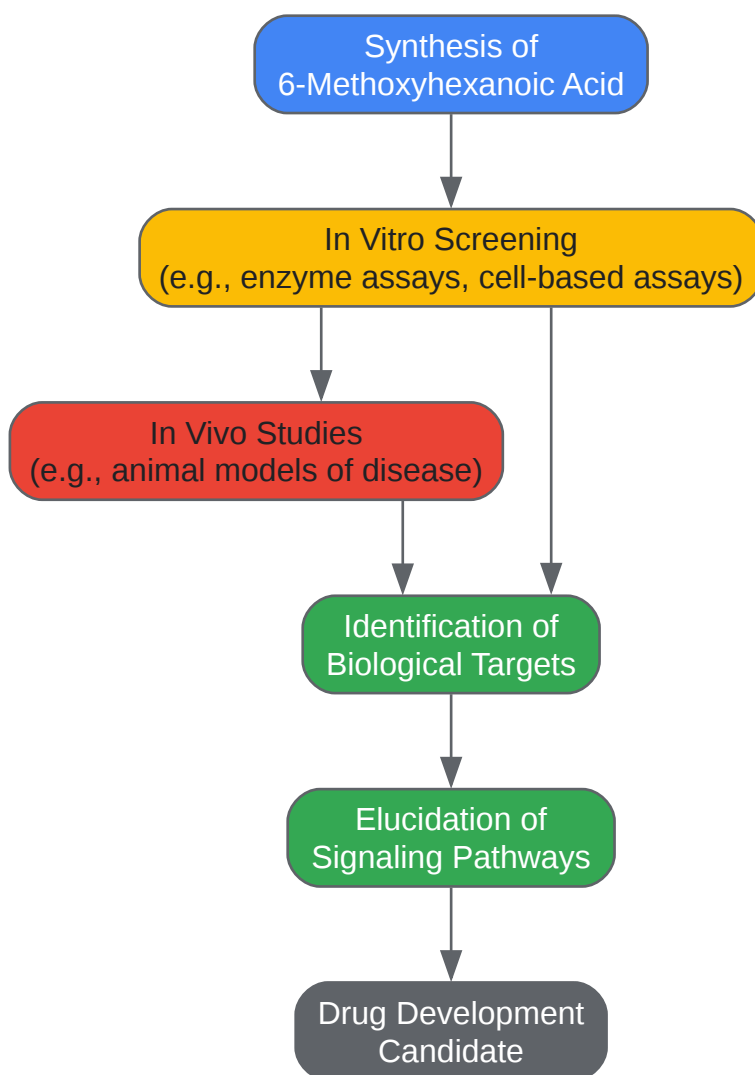 Synthesis of
6-Methoxyhexanoic Acid
In Vitro Screening
(e.g., enzyme assays, cell-based assays)
In Vivo Studies
(e.g., animal models of disease)
Identification of
Biological Targets
Elucidation of
Signaling Pathways
Drug Development
Candidate